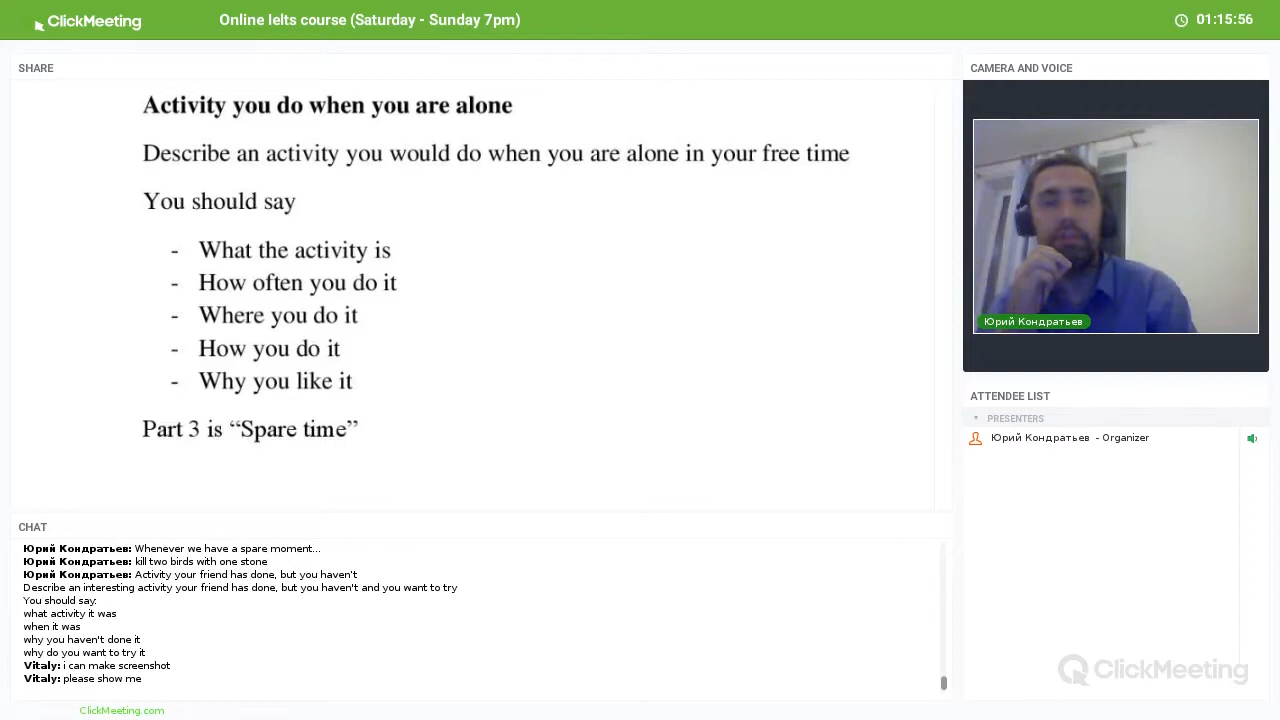 ClickMeeting
Online Ielts course (Saturday - Sunday 7pm)
01:15:56
SHARE
Activity you do when you are alone
Describe an activity you would do when you are alone in your free time
You should say
- What the activity is
- How often you do it
- Where you do it
- How you do it
- Why you like it
Part 3 is “Spare time”
CAMERA AND VOICE
Юрий Кондратьев
ATTENDEE LIST
PRESENTERS
Юрий Кондратьев - Organizer
CHAT
Юрий Кондратьев: Whenever we have a spare moment...
Юрий Кондратьев: kill two birds with one stone
Юрий Кондратьев: Activity your friend has done, but you haven't
Describe an interesting activity your friend has done, but you haven't and you want to try
You should say:
what activity it was
when it was
why you haven't done it
why do you want to try it
Vitaly: i can make screenshot
Vitaly: please show me
ClickMeeting
ClickMeeting.com